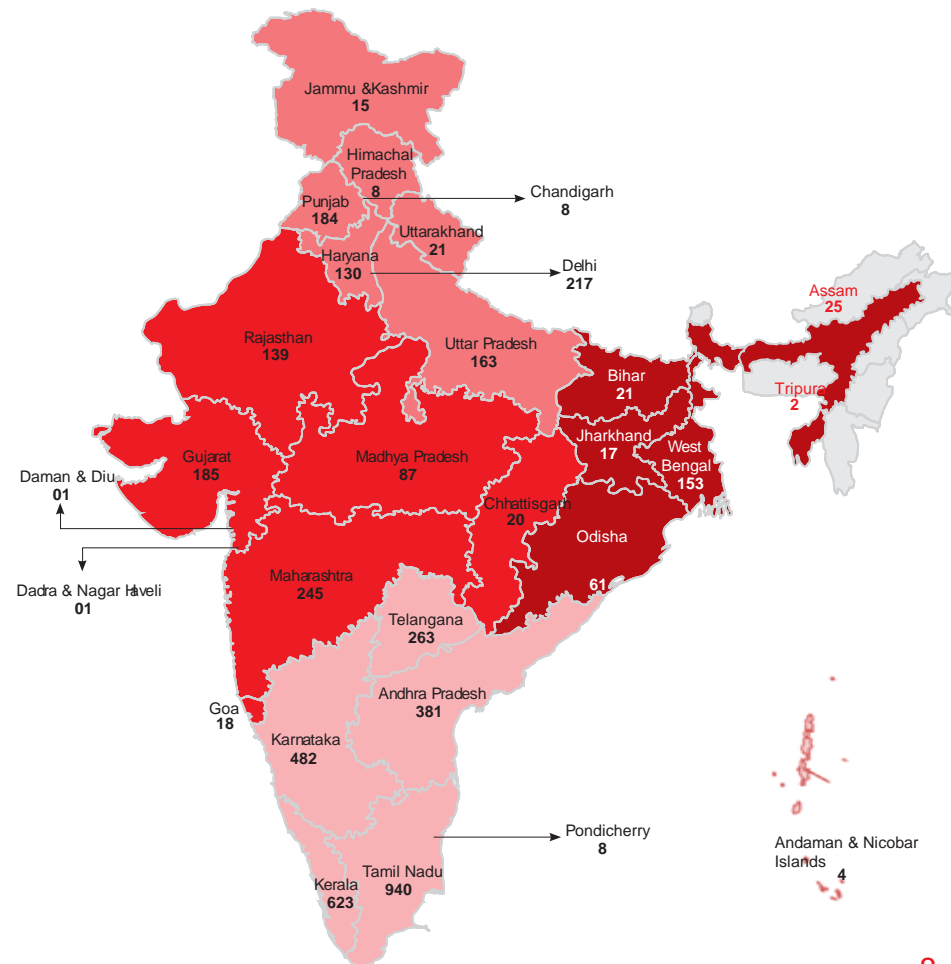 Jammu &Kashmir
15
Himachal
Pradesh
8
Chandigarh
8
Punjab
184
Uttarakhand
21
Haryana
130
Delhi
217
Assam
25
Rajasthan
139
Uttar Pradesh
163
Bihar
21
Tripura
2
Jharkhand
17
West
Bengal
153
Gujarat
185
Madhya Pradesh
87
Daman & Diu
01
Chhattisgarh
20
Odisha
61
Dadra & Nagar Haveli
01
Maharashtra
245
Telangana
263
Andhra Pradesh
381
Goa
18
Karnataka
482
Pondicherry
8
Andaman & Nicobar
Islands
4
Tamil Nadu
940
Kerala
623